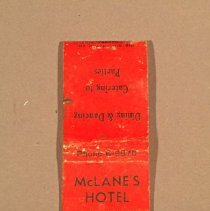 McLANE'S
HOTEL
Dining & Dancing
Catering to
Parties